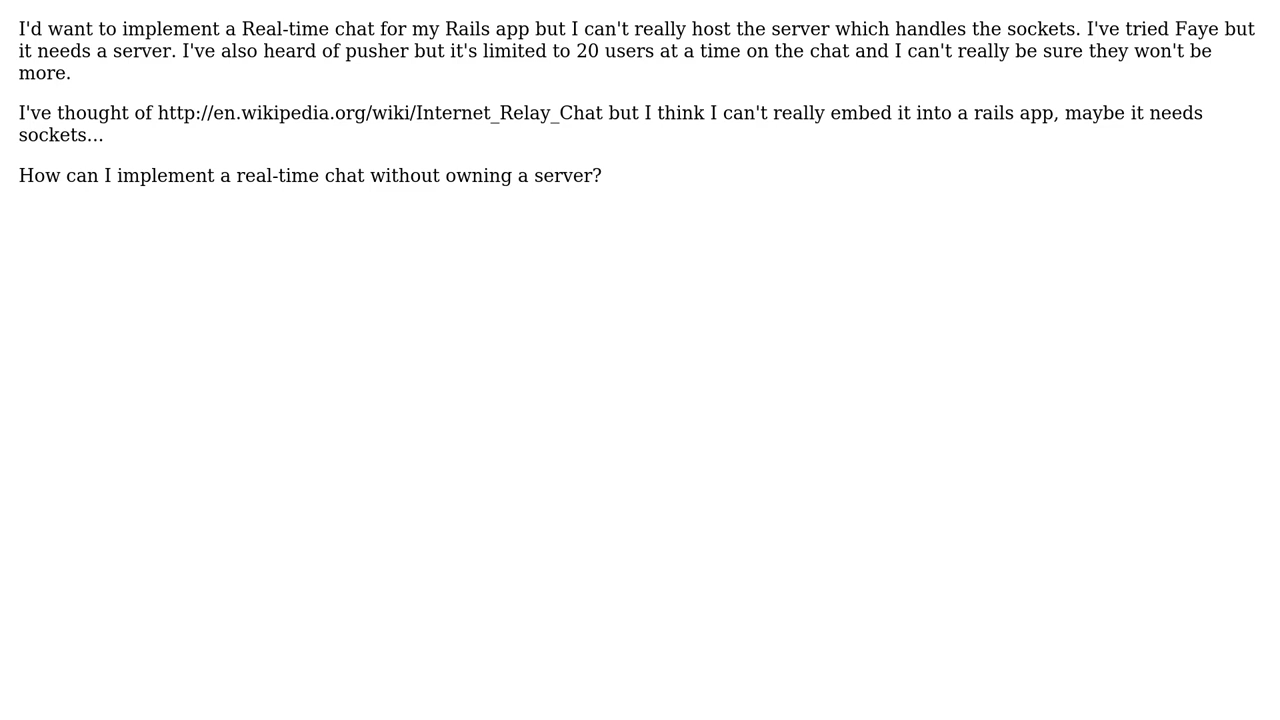 I'd want to implement a Real-time chat for my Rails app but I can't really host the server which handles the sockets. I've tried Faye but
it needs a server. I've also heard of pusher but it's limited to 20 users at a time on the chat and I can't really be sure they won't be
more.
I've thought of http://en.wikipedia.org/wiki/Internet_Relay_Chat but I think I can't really embed it into a rails app, maybe it needs
sockets...
How can I implement a real-time chat without owning a server?